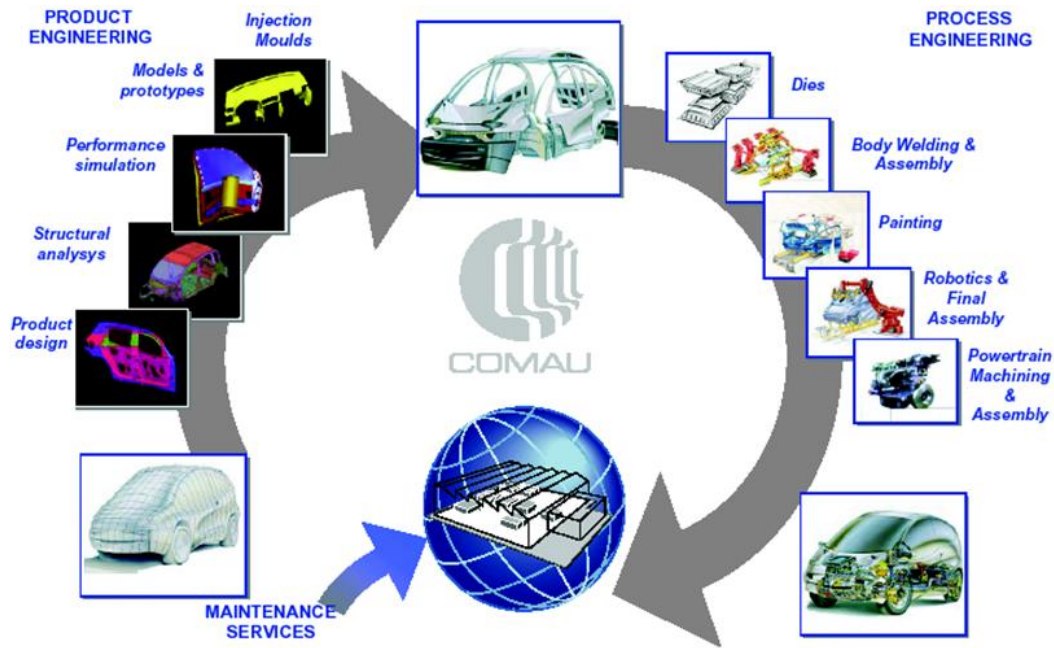 PRODUCT
ENGINEERING
Injection
Moulds
Models &
prototypes
Performance
simulation
Structural
analysys
Product
design
PROCESS
ENGINEERING
Dies
Body Welding &
Assembly
Painting
Robotics &
Final
Assembly
Powertrain
Machining
&
Assembly
COMAU
MAINTENANCE
SERVICES